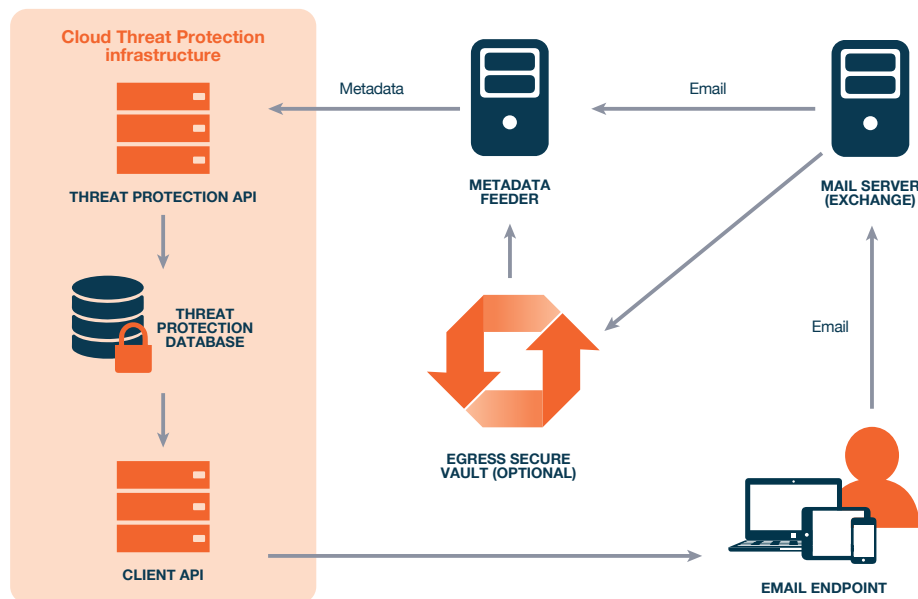 Cloud Threat Protection
infrastructure
Metadata
Email
THREAT PROTECTION API
METADATA
FEEDER
MAIL SERVER
(EXCHANGE)
THREAT
PROTECTION
DATABASE
Email
EGRESS SECURE
VAULT (OPTIONAL)
CLIENT API
EMAIL ENDPOINT